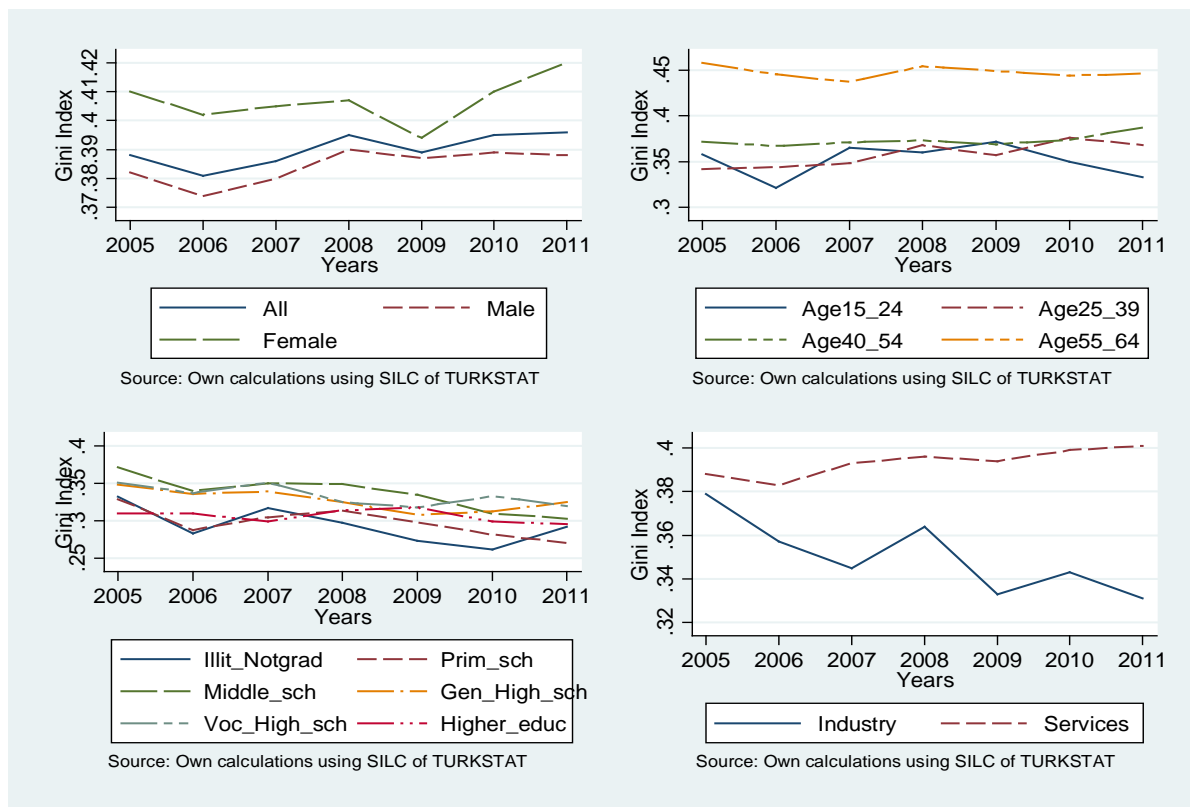 Gini Index
.37.38.39 .4 .41.42
2005 2006 2007 2008 2009 2010 2011
Years
All Male
Female
Source: Own calculations using SILC of TURKSTAT
Gini Index
.3 .35 .4 .45
2005 2006 2007 2008 2009 2010 2011
Years
Age15_24 Age25_39
Age40_54 Age55_64
Source: Own calculations using SILC of TURKSTAT
Gini Index
.25 .3 .35 .4
2005 2006 2007 2008 2009 2010 2011
Years
Illit_Notgrad Prim_sch
Middle_sch Gen_High_sch
Voc_High_sch Higher_educ
Source: Own calculations using SILC of TURKSTAT
Gini Index
.32 .34 .36 .38 .4
2005 2006 2007 2008 2009 2010 2011
Years
Industry Services
Source: Own calculations using SILC of TURKSTAT